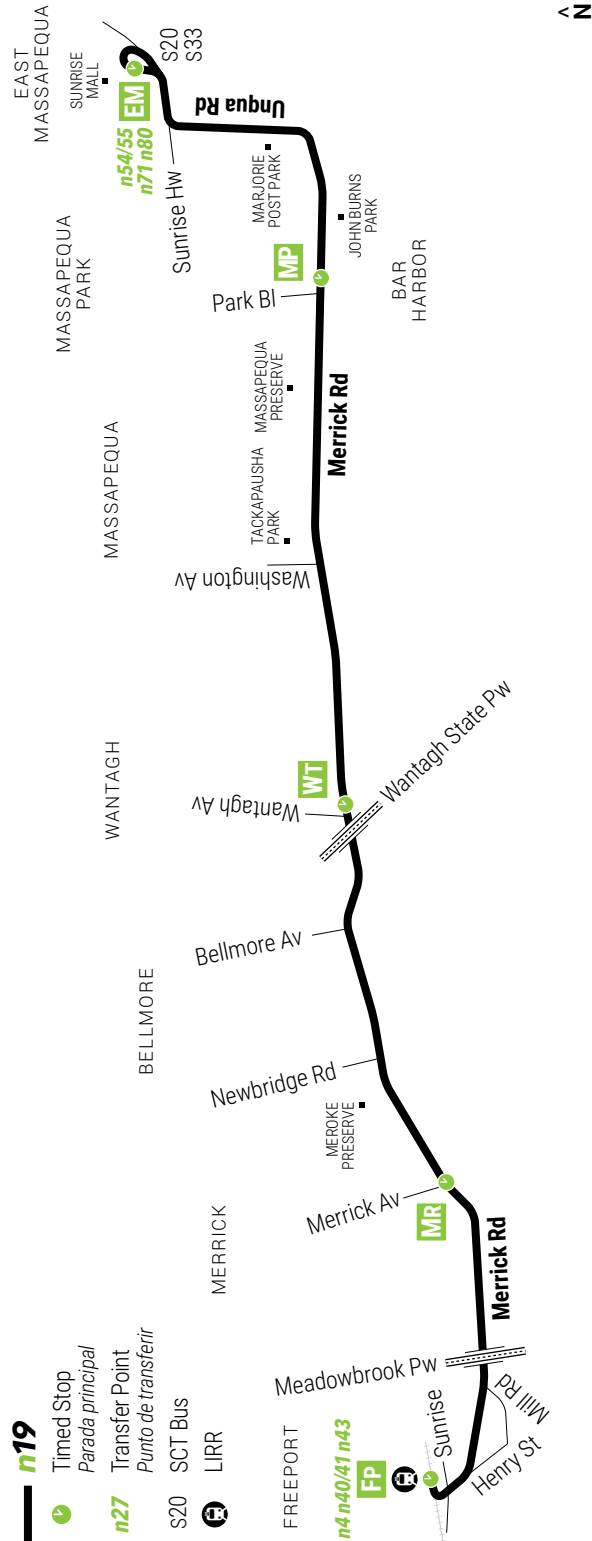 n19
Timed Stop
Parada principal
n27 Transfer Point
Punto de transferir
S20 SCT Bus
LIRR
FREEPORT
n4 n40/41 n43
FP
Sunrise
Henry St
Mill Rd
Meadowbrook Pw
Merrick Rd
MERRICK
Merrick Av
MR
MEROKE
PRESERVE
Newbridge Rd
BELLMORE
Bellmore Av
WANTAGH
Wantagh Av
WT
Wantagh State Pw
Washington Av
MASSAPEQUA
TACKAPAUSHA
PARK
MASSAPEQUA
PRESERVE
Merrick Rd
MASSAPEQUA
PARK
Park Bl
MP
BAR
HARBOR
JOHN BURNS
PARK
MARJORIE
POST PARK
Unqua Rd
Sunrise Hw
EAST
MASSAPEQUA
SUNRISE
MALL
EM
n54/55
n71 n80
S20
S33
N